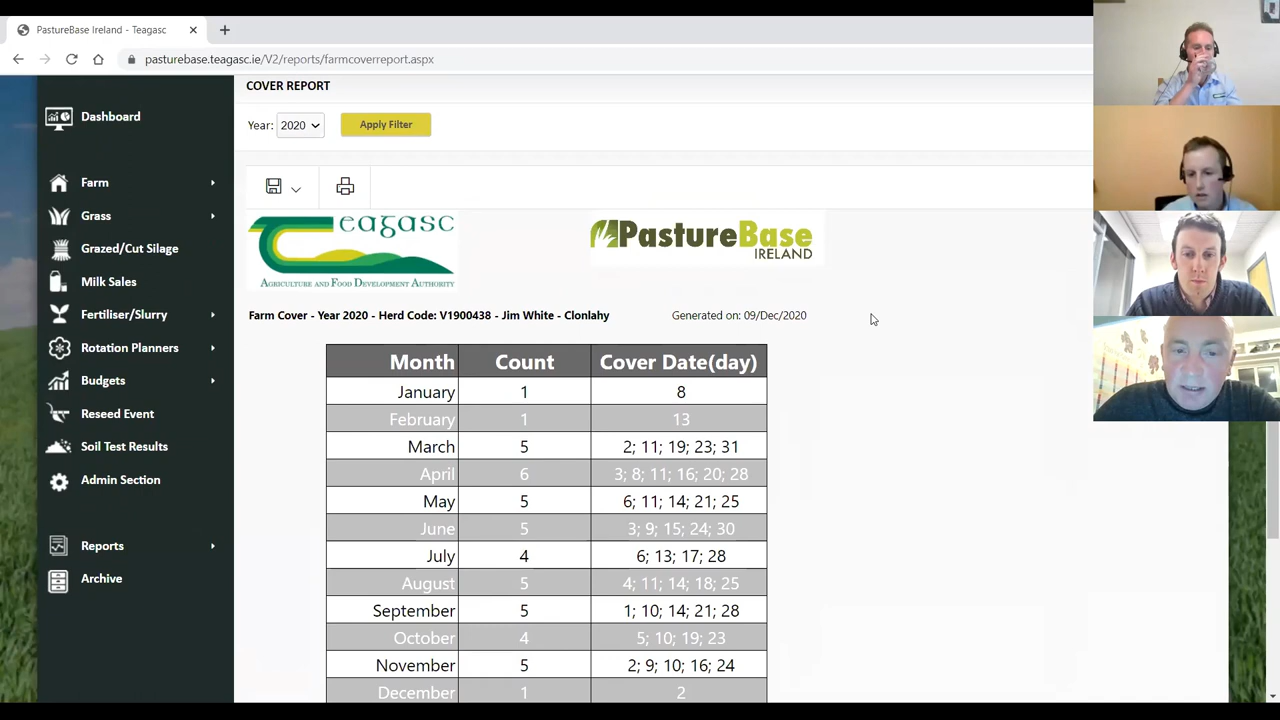 PastureBase Ireland - Teagasc
pasturebase.teagasc.ie/V2/reports/farmcoverreport.aspx
Dashboard
Farm
Grass
Grazed/Cut Silage
Milk Sales
Fertiliser/Slurry
Rotation Planners
Budgets
Reseed Event
Soil Test Results
Admin Section
Reports
Archive
COVER REPORT
Year: 2020 Apply Filter
eagasc
AGRICULTURE AND FOOD DEVELOPMENT AUTHORITY
PastureBase
IRELAND
Farm Cover - Year 2020 - Herd Code: V1900438 - Jim White - Clonlahy Generated on: 09/Dec/2020
Month Count Cover Date(day)
January 1 8
February 1 13
March 5 2; 11; 19; 23; 31
April 6 3; 8; 11; 16; 20; 28
May 5 6; 11; 14; 21; 25
June 5 3; 9; 15; 24; 30
July 4 6; 13; 17; 28
August 5 4; 11; 14; 18; 25
September 5 1; 10; 14; 21; 28
October 4 5; 10; 19; 23
November 5 2; 9; 10; 16; 24
December 1 2